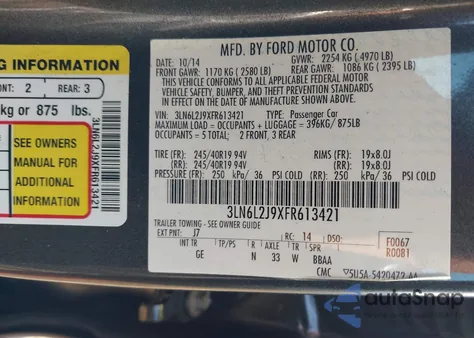 G INFORMATION
NT: 2 REAR: 3
kg or 875 lbs.
SEE OWNERS
MANUAL FOR
ADDITIONAL
INFORMATION
3LN6L2J9XFR613421
MFD. BY FORD MOTOR CO.
DATE: 10/14 GVWR: 2254 KG ( 4970 LB)
FRONT GAWR: 1170 KG ( 2580 LB) REAR GAWR: 1086 KG ( 2395 LB)
THIS VEHICLE CONFORMS TO ALL APPLICABLE FEDERAL MOTOR
VEHICLE SAFETY, BUMPER, AND THEFT PREVENTION STANDARDS
IN EFFECT ON THE DATE OF MANUFACTURE SHOWN ABOVE.
VIN: 3LN6L2J9XFR613421 TYPE: Passenger Car
MAXIMUM LOAD = OCCUPANTS + LUGGAGE = 396KG/ 875LB
OCCUPANTS = 5 TOTAL: 2 FRONT, 3 REAR
TIRE (FR): 245/40R19 94V RIMS (FR): 19x8.0J
(RR): 245/40R19 94V (RR): 19x8.0J
PRESSURE (FR): 250 kPa/ 36 PSI COLD (RR): 250 kPa/ 36 PSI COLD
3LN6L2J9XFR613421
TRAILER TOWING - SEE OWNER GUIDE
EXT PNT: J7 RC: 14 DSO: F0067
INT TR TP/PS R AXLE TR SPR R0081
GE N 33 W BBAA
CMC
autoSnap